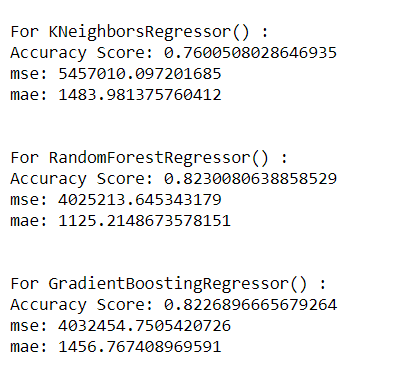 For KNeighborsRegressor() :
Accuracy Score: 0.7600508028646935
mse: 5457010.097201685
mae: 1483.981375760412
For RandomForestRegressor() :
Accuracy Score: 0.8230080638858529
mse: 4025213.645343179
mae: 1125.2148673578151
For GradientBoostingRegressor() :
Accuracy Score: 0.8226896665679264
mse: 4032454.7505420726
mae: 1456.767408969591